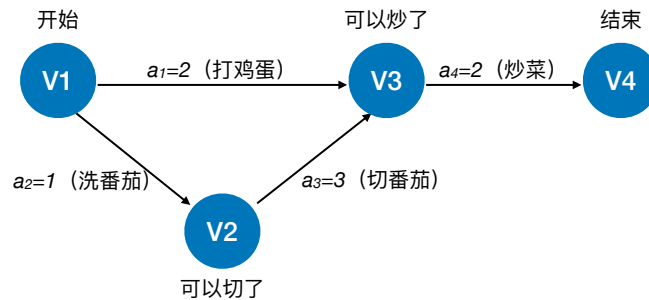 开始
可以炒了
结束
V1
a₁=2（打鸡蛋）
V3
a₄=2（炒菜）
V4
a₂=1（洗番茄）
a₃=3（切番茄）
V2
可以切了